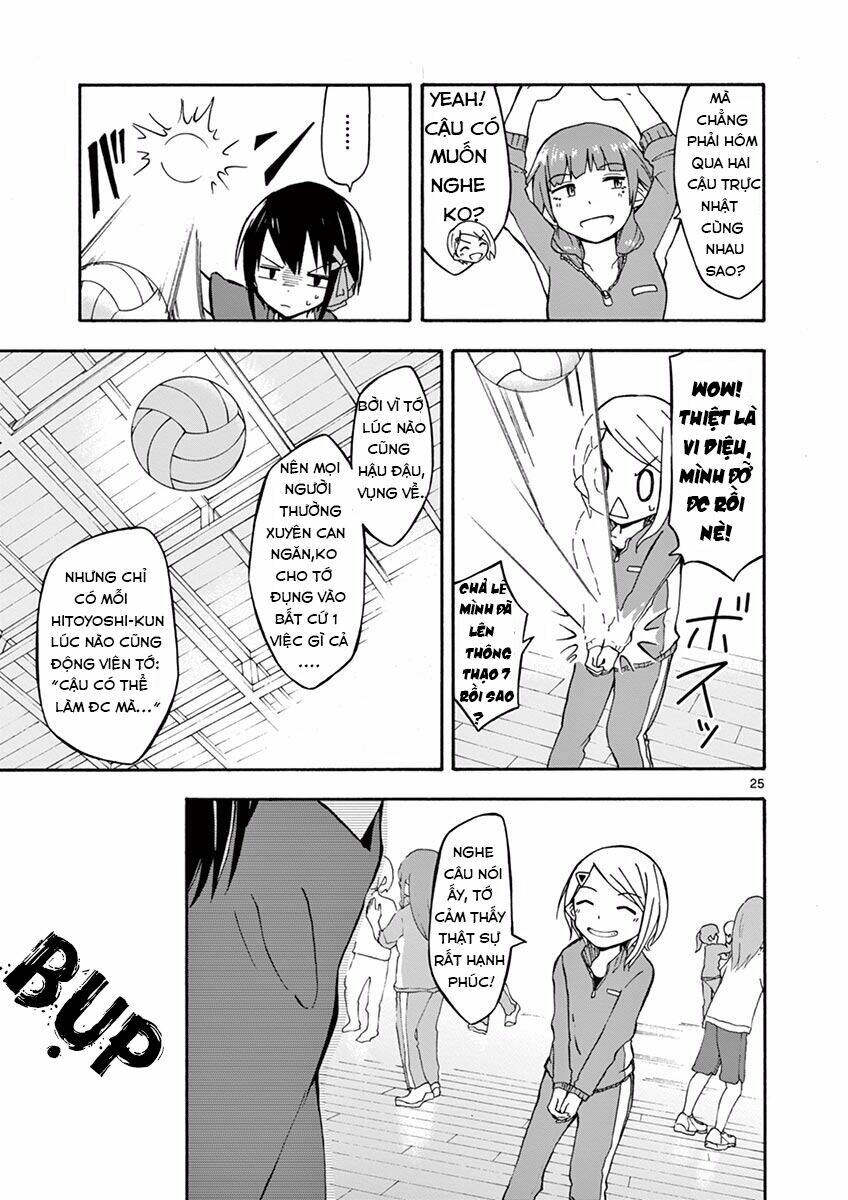 MÀ
CHẲNG
PHẢI HÔM
QUA HAI
CẬU TRỰC
NHẬT
CÙNG
NHAU
SAO?
YEAH!
CẬU CÓ
MUỐN
NGHE
KO?
......
WOW!
THIỆT LÀ
VI DIỆU,
MÌNH ĐỠ
ĐC RỒI
NÈ!
CHẢ LẼ
MÌNH ĐÃ
LÊN
THÔNG
THẠO 7
RỒI SAO
?
ボイッ
BỞI VÌ TỚ
LÚC NÀO
CŨNG
HẬU ĐẬU,
VỤNG VỀ..
NÊN MỌI
NGƯỜI
THƯỜNG
XUYÊN CAN
NGĂN,KO
CHO TỚ
ĐỤNG VÀO
BẤT CỨ 1
VIỆC GÌ CẢ
....
NHƯNG CHỈ
CÓ MỖI
HITOYOSHI-KUN
LÚC NÀO CŨNG
ĐỘNG VIÊN TỚ:
“CẬU CÓ THỂ
LÀM ĐC MÀ...“
25
NGHE
CÂU NÓI
ẤY, TỚ
CẢM THẤY
THẬT SỰ
RẤT HẠNH
PHÚC!
BỤP